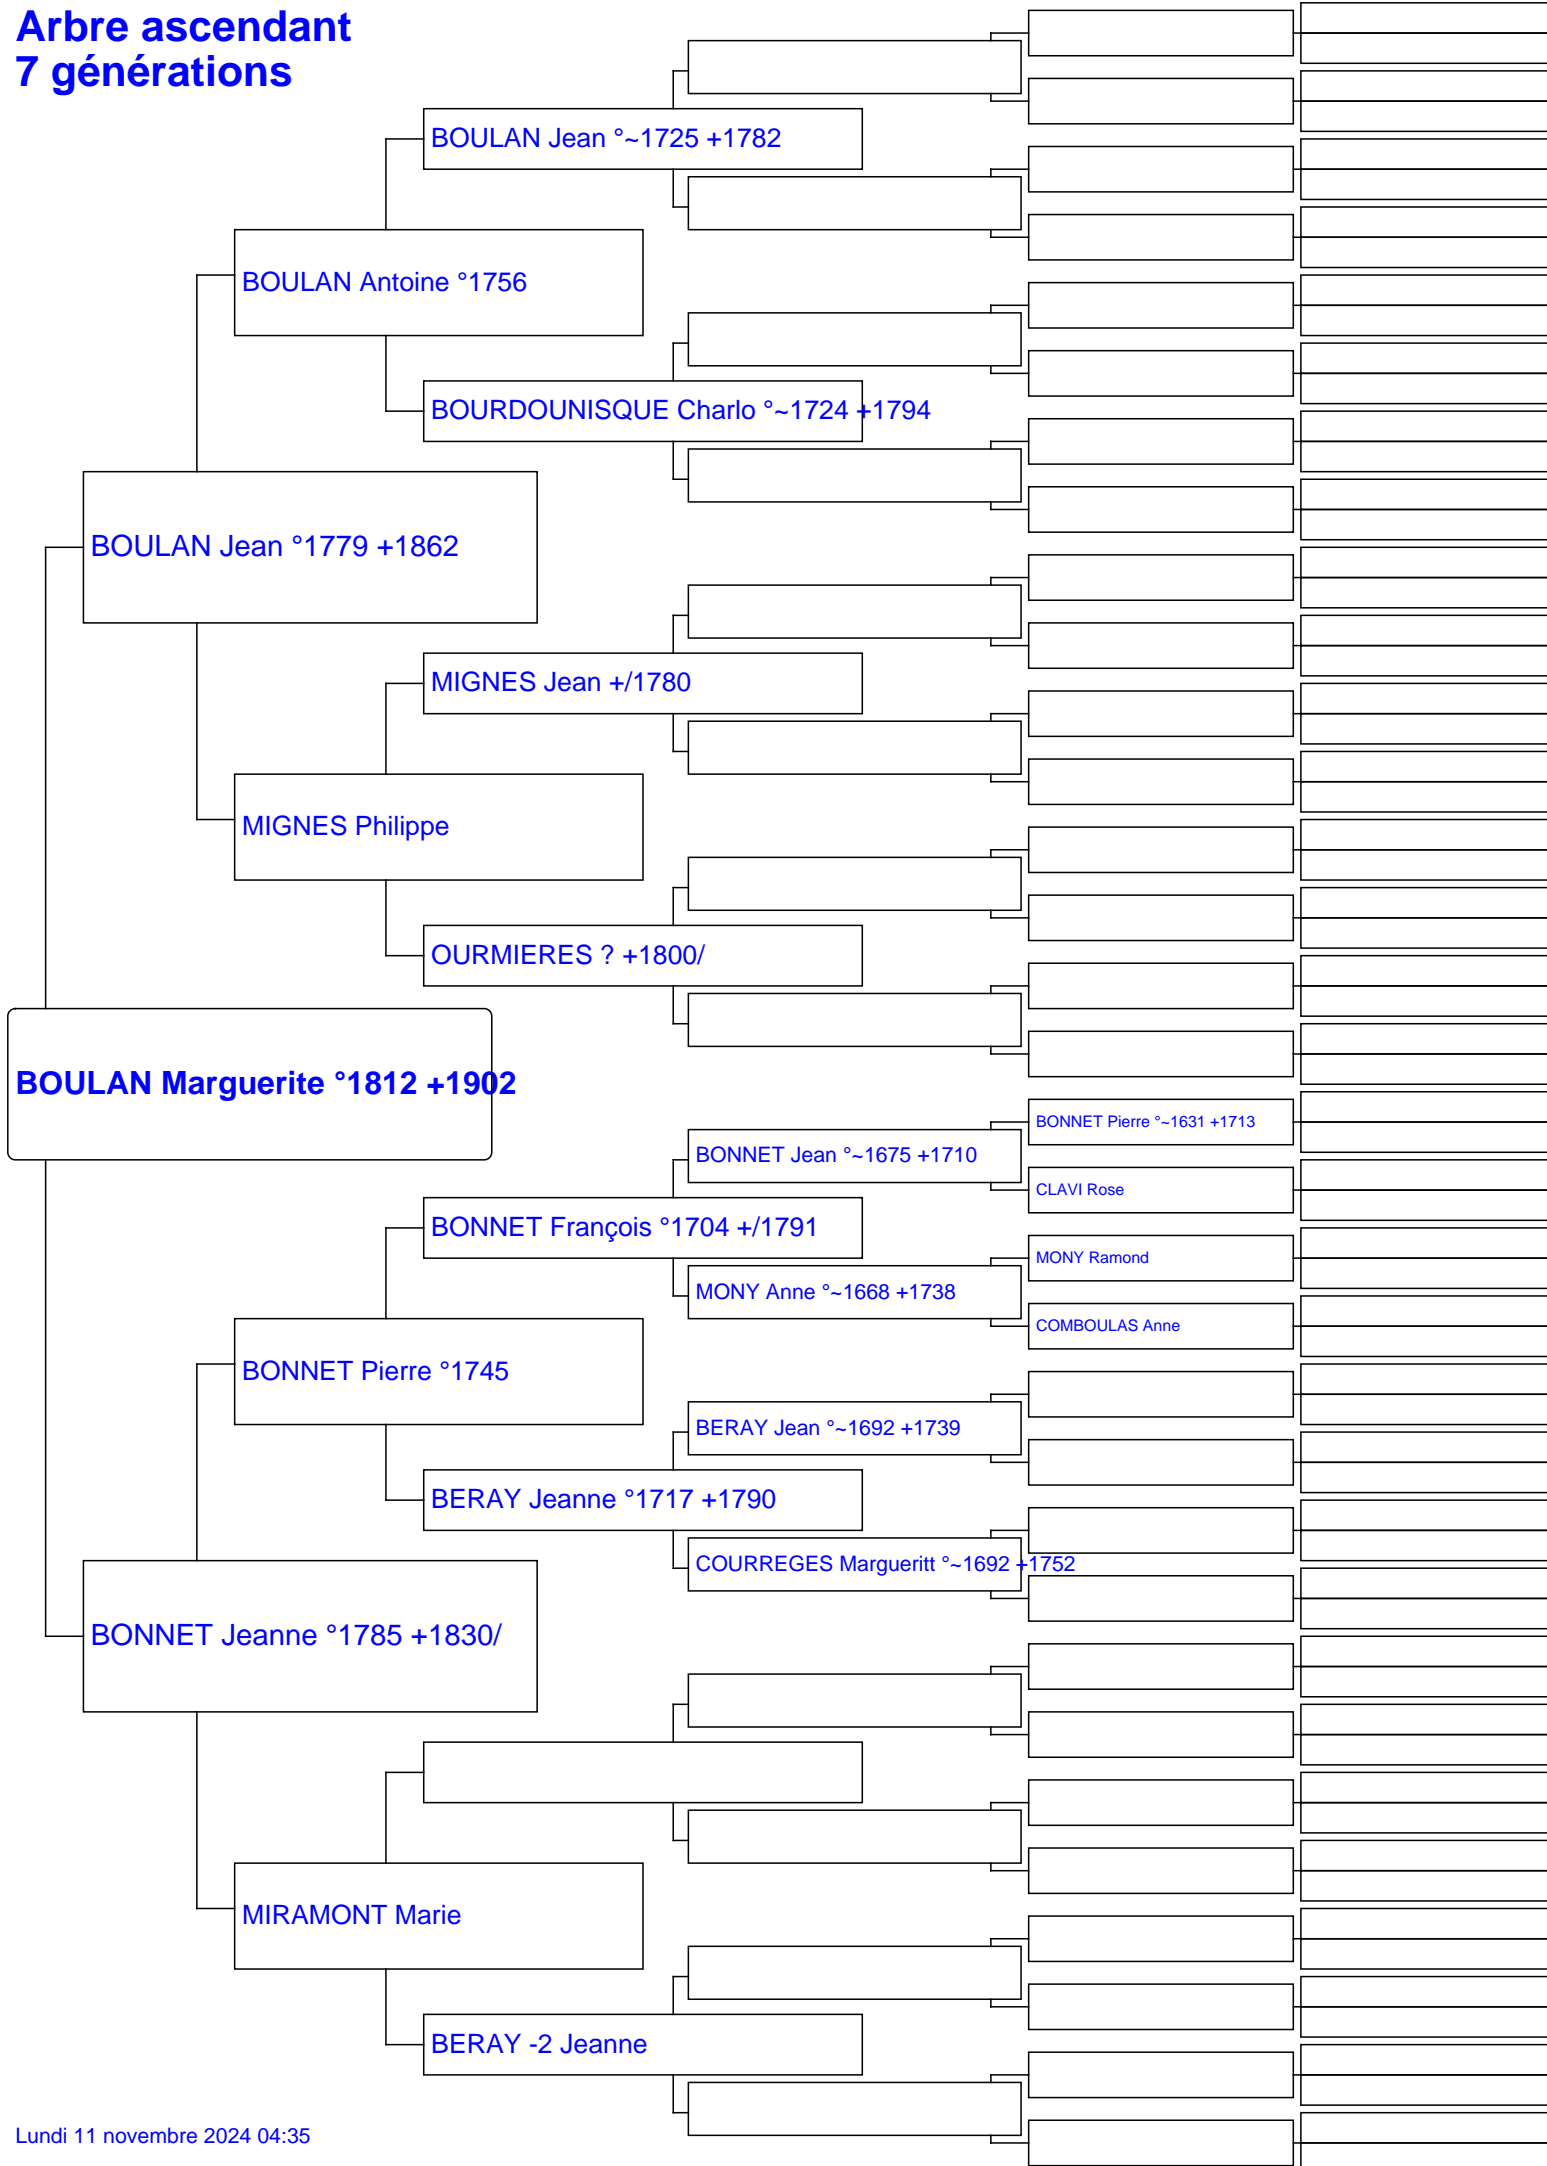 Arbre ascendant
7 générations
BOULAN Jean °~1725 +1782
BOULAN Antoine °1756
BOURDOUNISQUE Charlo °~1724 +1794
BOULAN Jean °1779 +1862
MIGNES Jean +/1780
MIGNES Philippe
OURMIERES ? +1800/
BOULAN Marguerite °1812 +1902
BONNET Pierre °~1631 +1713
BONNET Jean °~1675 +1710
CLAVI Rose
BONNET François °1704 +/1791
MONY Ramond
MONY Anne °~1668 +1738
COMBOULAS Anne
BONNET Pierre °1745
BERAY Jean °~1692 +1739
BERAY Jeanne °1717 +1790
COURREGES Margueritt °~1692 +1752
BONNET Jeanne °1785 +1830/
MIRAMONT Marie
BERAY -2 Jeanne
Lundi 11 novembre 2024 04:35